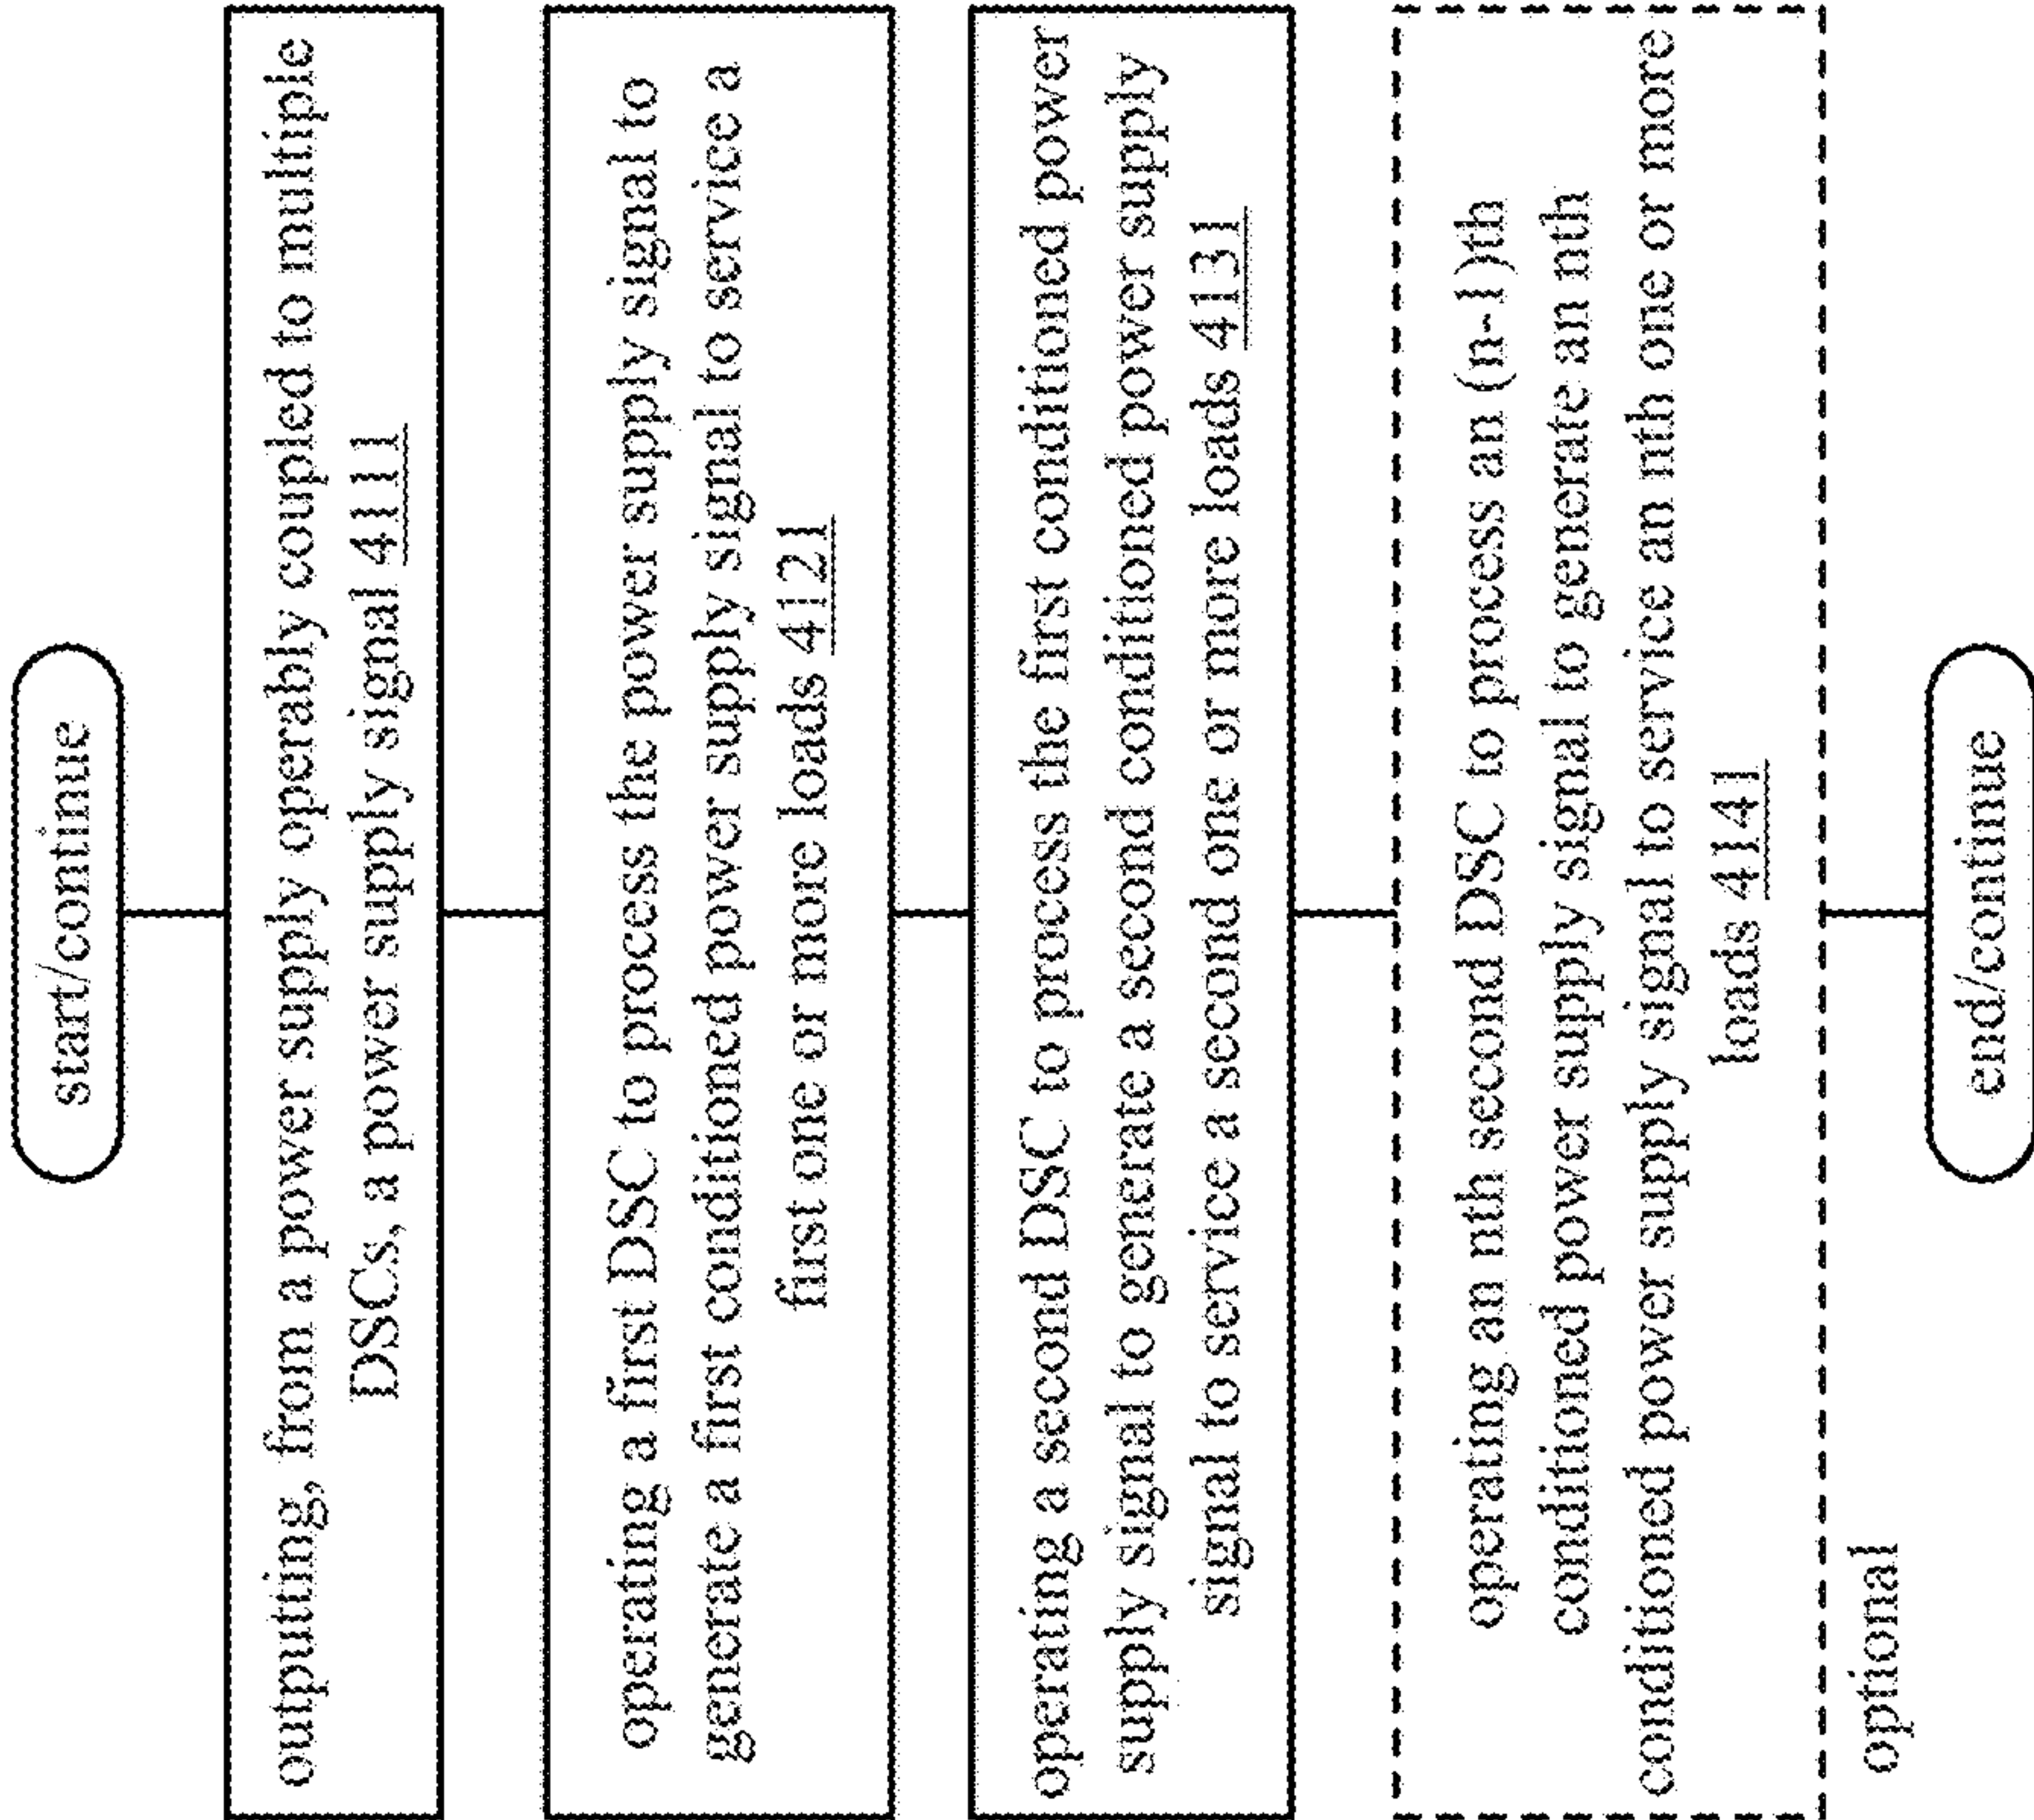 start/continue
outputing, from a power supply operably coupled to multiple
DSCs, a power supply signal 4111
operating a first DSC to process the power supply signal to
generate a first conditioned power supply signal to service a
first one or more loads 4121
operating a second DSC to process the first conditioned power
supply signal to generate a second conditioned power supply
signal to service a second one or more loads 4131
operating an nth second DSC to process an (n-1)th
conditioned power supply signal to generate an nth
conditioned power supply signal to service an nth one or more
loads 4141
optional
end/continue